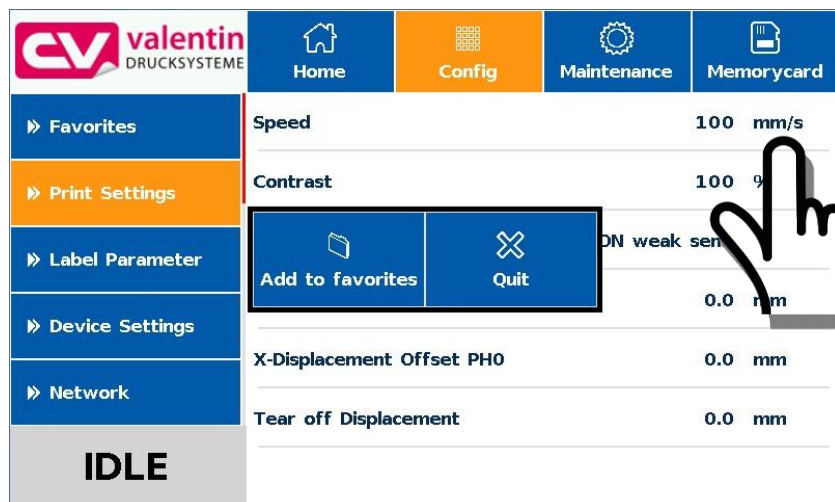 CV valentin
DRUCKSYSTEME
Home
Config
Maintenance
Memorycard
Favorites
Print Settings
Label Parameter
Device Settings
Network
IDLE
Speed 100 mm/s
Contrast 100 %
ON weak
0.0 mm
X-Displacement Offset PH0 0.0 mm
Tear off Displacement 0.0 mm
Add to favorites
Quit